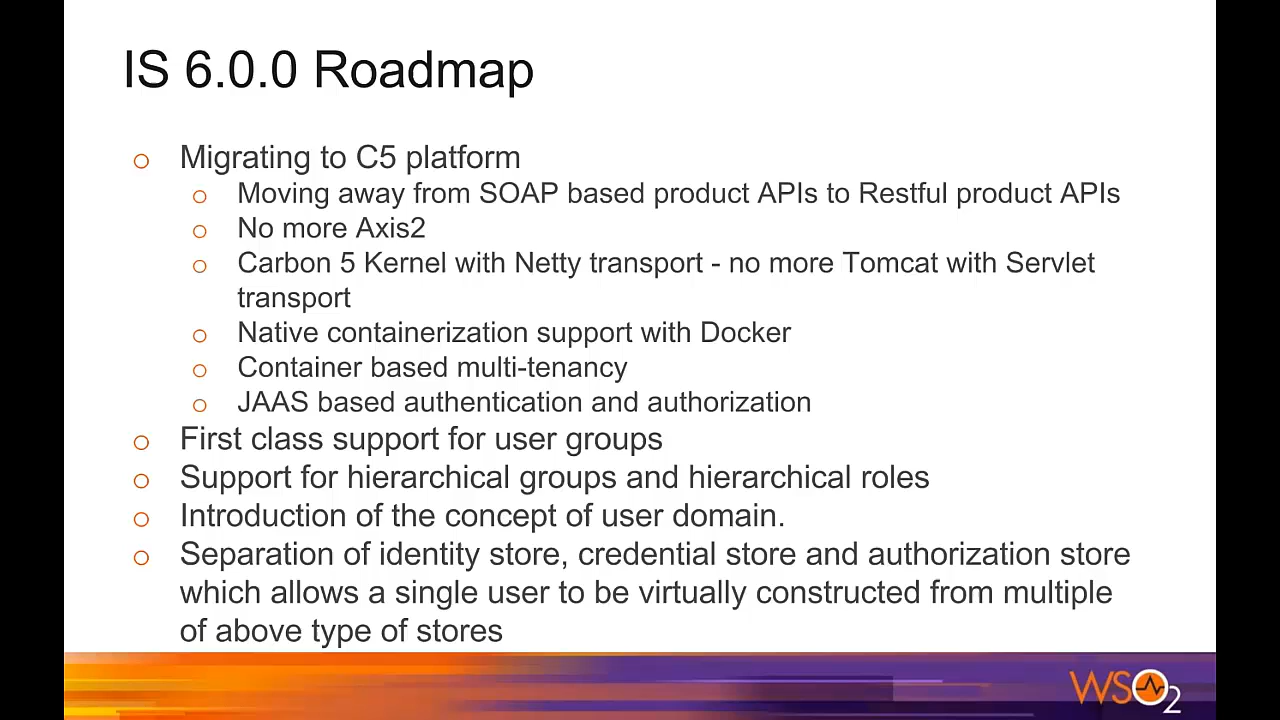 IS 6.0.0 Roadmap
o Migrating to C5 platform
o Moving away from SOAP based product APIs to Restful product APIs
o No more Axis2
o Carbon 5 Kernel with Netty transport - no more Tomcat with Servlet
transport
o Native containerization support with Docker
o Container based multi-tenancy
o JAAS based authentication and authorization
o First class support for user groups
o Support for hierarchical groups and hierarchical roles
o Introduction of the concept of user domain.
o Separation of identity store, credential store and authorization store
which allows a single user to be virtually constructed from multiple
of above type of stores
WSO2